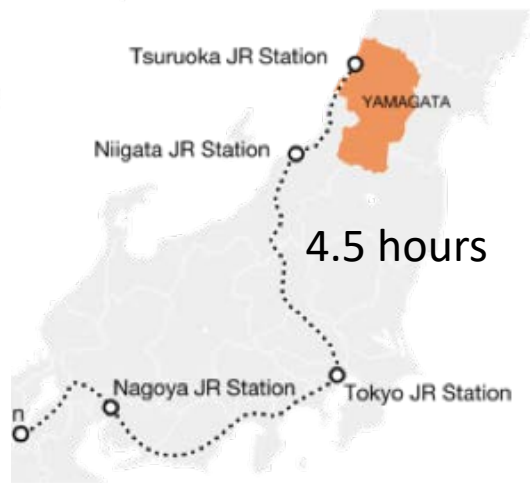 Tsuruoka JR Station
YAMAGATA
Niigata JR Station
4.5 hours
Nagoya JR Station
Tokyo JR Station
n